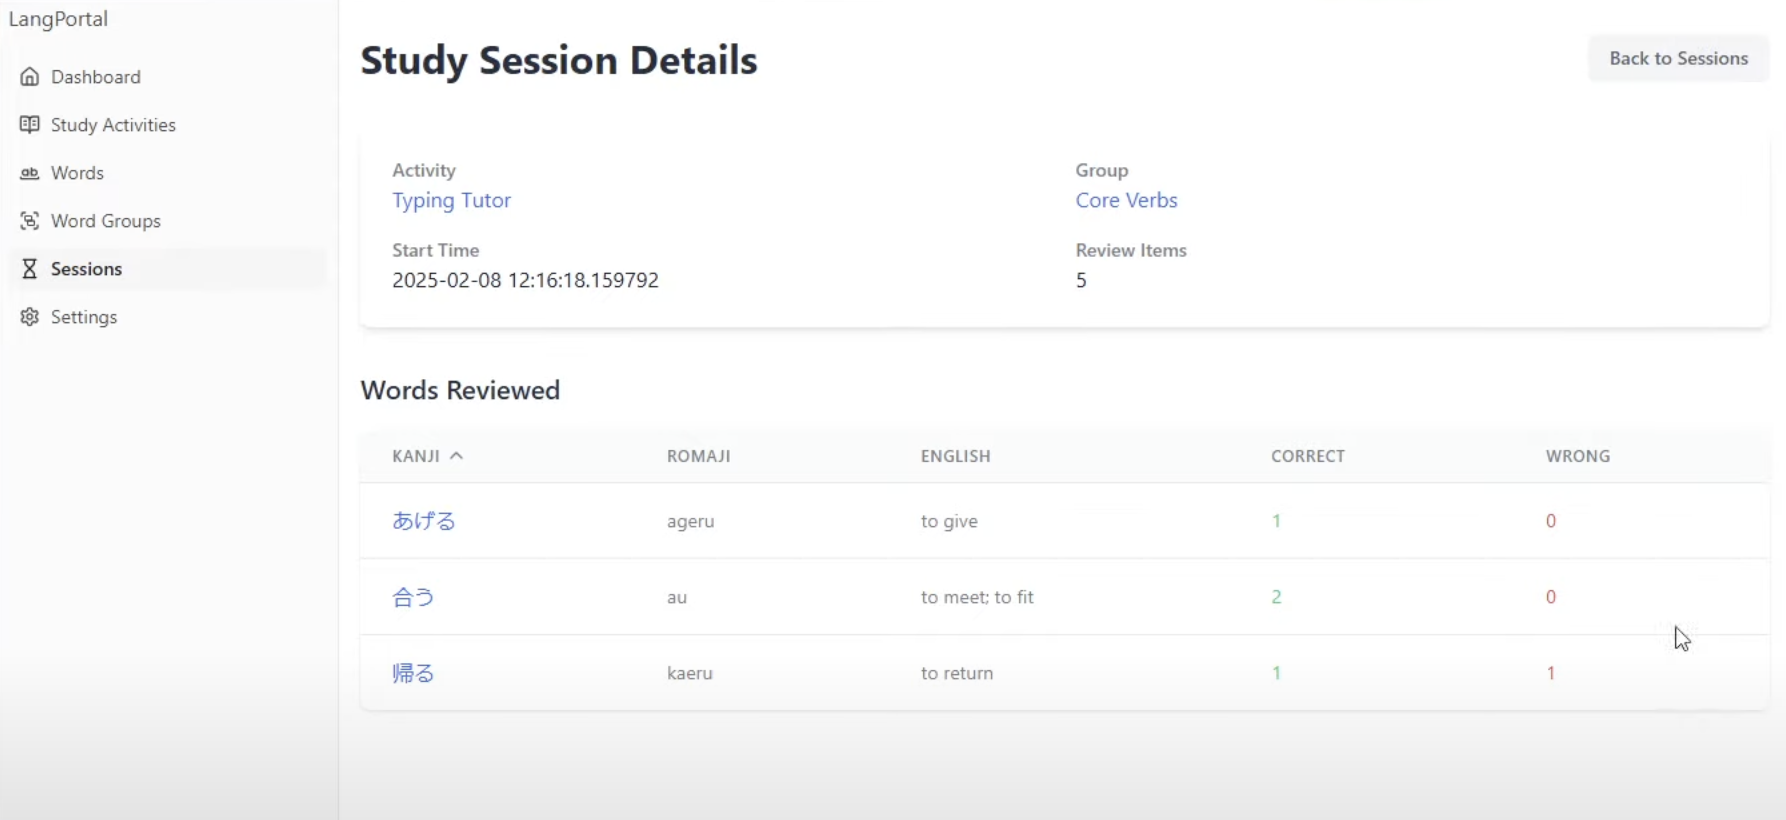 LangPortal
Dashboard
Study Activities
Words
Word Groups
Sessions
Settings
Study Session Details
Back to Sessions
Activity
Typing Tutor
Group
Core Verbs
Start Time
2025-02-08 12:16:18.159792
Review Items
5
Words Reviewed
KANJI ROMAJI ENGLISH CORRECT WRONG
あげる ageru to give 1 0
合う au to meet; to fit 2 0
帰る kaeru to return 1 1